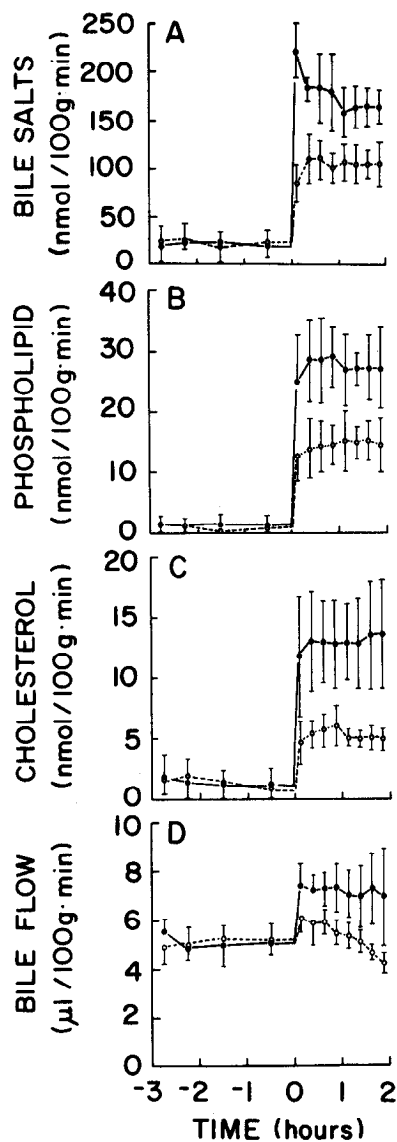 A
BILE SALTS
(nmol/100g·min)
250
200
150
100
50
0
B
PHOSPHOLIPID
(nmol/100g·min)
40
30
20
10
0
C
CHOLESTEROL
(nmol/100g·min)
20
15
10
5
0
D
BILE FLOW
(µl/100g·min)
8
6
4
2
0
-3 -2 -1 0 1 2
TIME (hours)